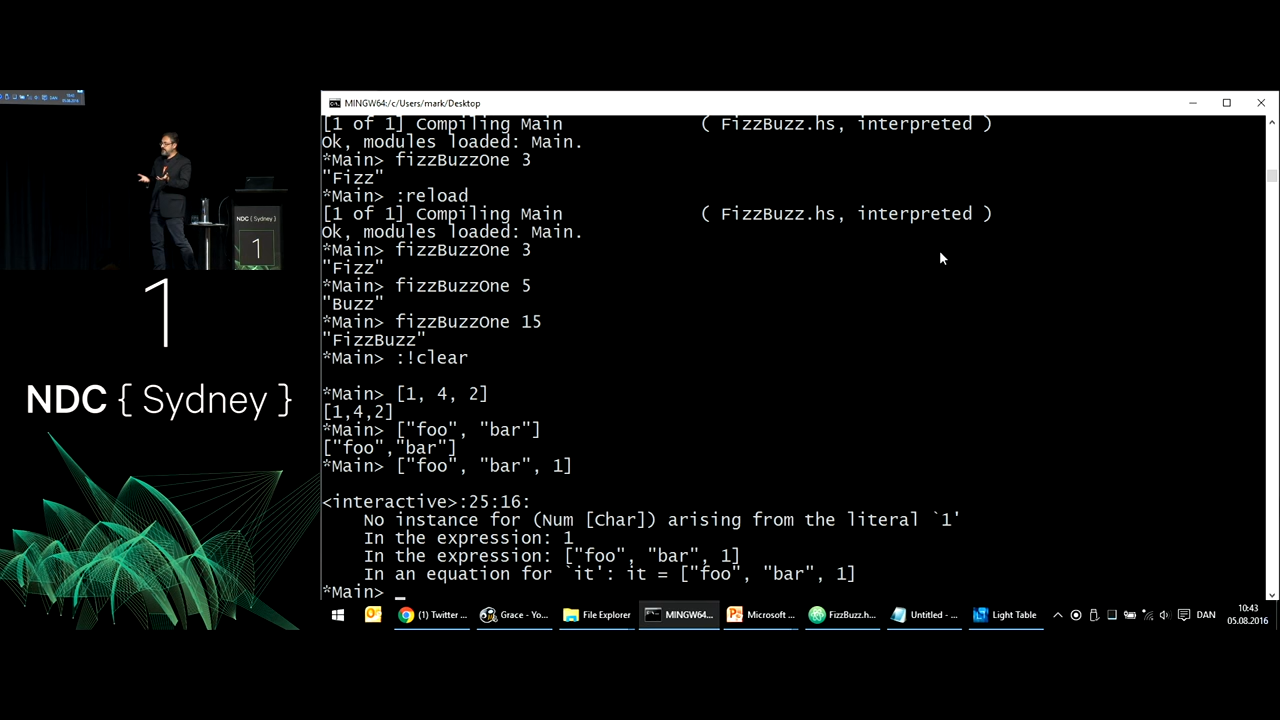 MINGW64:/c/Users/mark/Desktop
[1 of 1] Compiling Main ( FizzBuzz.hs, interpreted )
Ok, modules loaded: Main.
*Main> fizzBuzzOne 3
"Fizz"
*Main> :reload
[1 of 1] Compiling Main ( FizzBuzz.hs, interpreted )
Ok, modules loaded: Main.
*Main> fizzBuzzOne 3
"Fizz"
*Main> fizzBuzzOne 5
"Buzz"
*Main> fizzBuzzOne 15
"FizzBuzz"
*Main> :!clear
*Main> [1, 4, 2]
[1,4,2]
*Main> ["foo", "bar"]
["foo","bar"]
*Main> ["foo", "bar", 1]
<interactive>:25:16:
No instance for (Num [Char]) arising from the literal `1'
In the expression: 1
In the expression: ["foo", "bar", 1]
In an equation for `it': it = ["foo", "bar", 1]
*Main>
NDC { Sydney }
1
1
NDC { Sydney }
(1) Twitter ...
Grace - Yo...
File Explorer
MINGW64...
Microsoft ...
FizzBuzz.h...
Untitled - ...
Light Table
DAN
10:43
05.08.2016